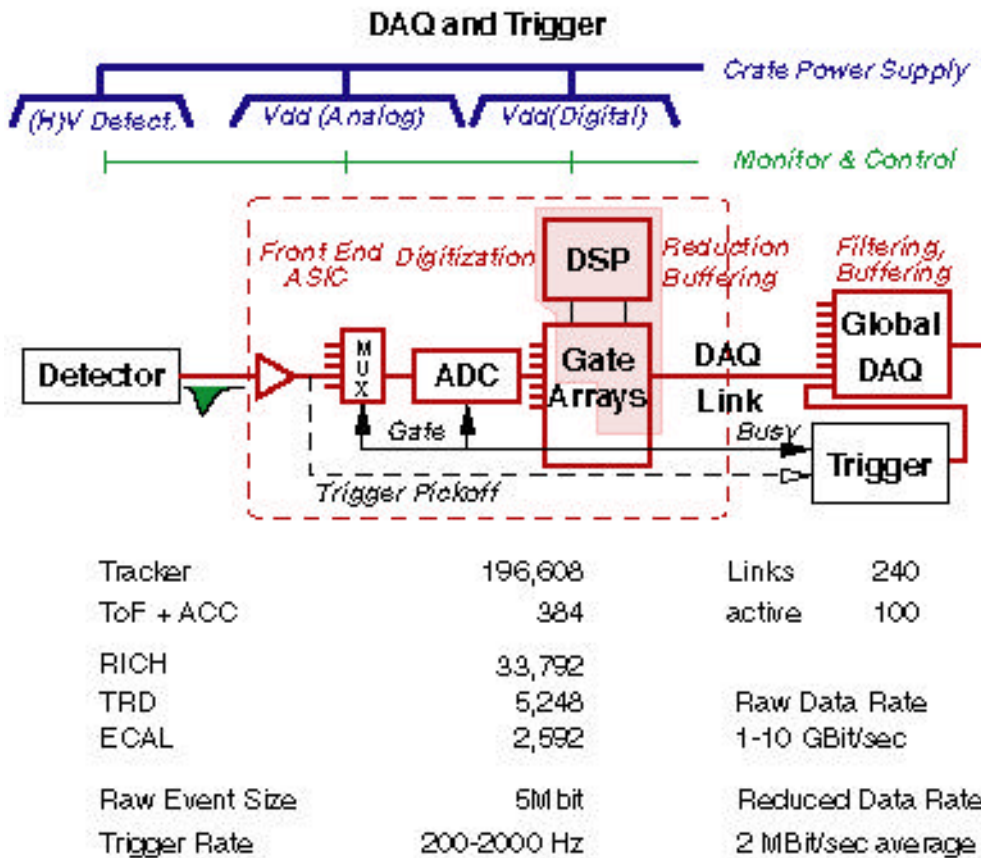 DAQ and Trigger
Crate Power Supply
(H)V Detect. Vdd (Analog) Vdd(Digital)
Monitor & Control
Front End ASIC
Digitization
DSP
Reduction
Buffering
Filtering,
Buffering
Detector
MUX
ADC
Gate
Arrays
DAQ
Link
Global
DAQ
Gate
Busy
Trigger
Trigger Pickoff
Tracker 196,608 Links 240
ToF + ACC 384 active 100
RICH 33,792
TRD 5,248 Raw Data Rate
ECAL 2,592 1-10 GBit/sec
Raw Event Size 5Mbit Reduced Data Rate
Trigger Rate 200-2000 Hz 2 MBit/sec average